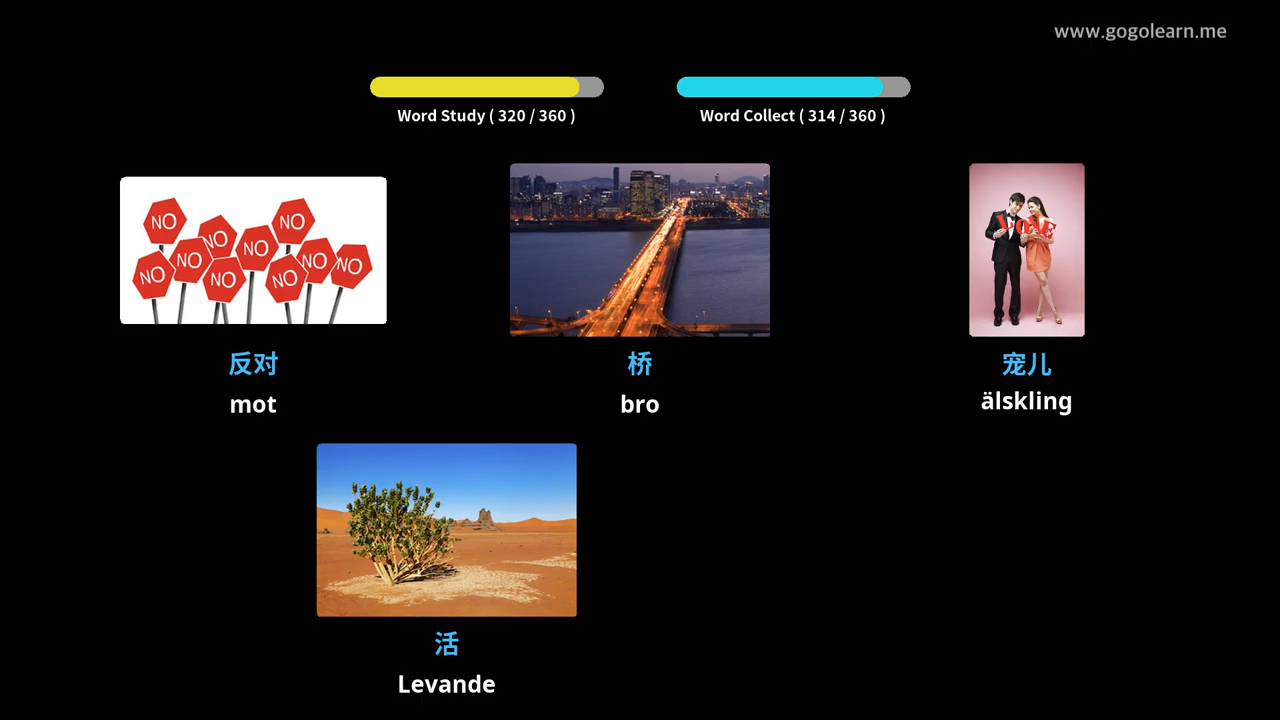 www.gogolearn.me
Word Study ( 320 / 360 )
Word Collect ( 314 / 360 )
NO
NO
NO
NO
NO
NO
NO
NO
NO
NO
LOVE
反对
mot
桥
bro
宠儿
älskling
活
Levande